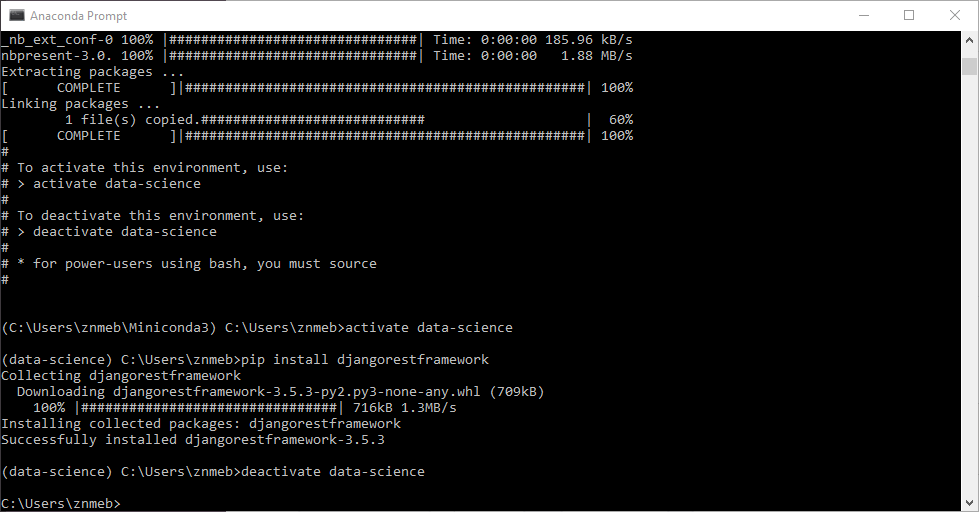 Anaconda Prompt
_nb_ext_conf-0 100% |###############################| Time: 0:00:00 185.96 kB/s
nbpresent-3.0. 100% |###############################| Time: 0:00:00   1.88 MB/s
Extracting packages ...
[      COMPLETE      ]|##################################################| 100%
Linking packages ...
        1 file(s) copied.############################                    |  60%
[      COMPLETE      ]|##################################################| 100%
#
# To activate this environment, use:
# > activate data-science
#
# To deactivate this environment, use:
# > deactivate data-science
#
# * for power-users using bash, you must source
#
(C:\Users\znmeb\Miniconda3) C:\Users\znmeb>activate data-science
(data-science) C:\Users\znmeb>pip install djangorestframework
Collecting djangorestframework
  Downloading djangorestframework-3.5.3-py2.py3-none-any.whl (709kB)
    100% |################################| 716kB 1.3MB/s
Installing collected packages: djangorestframework
Successfully installed djangorestframework-3.5.3
(data-science) C:\Users\znmeb>deactivate data-science
C:\Users\znmeb>